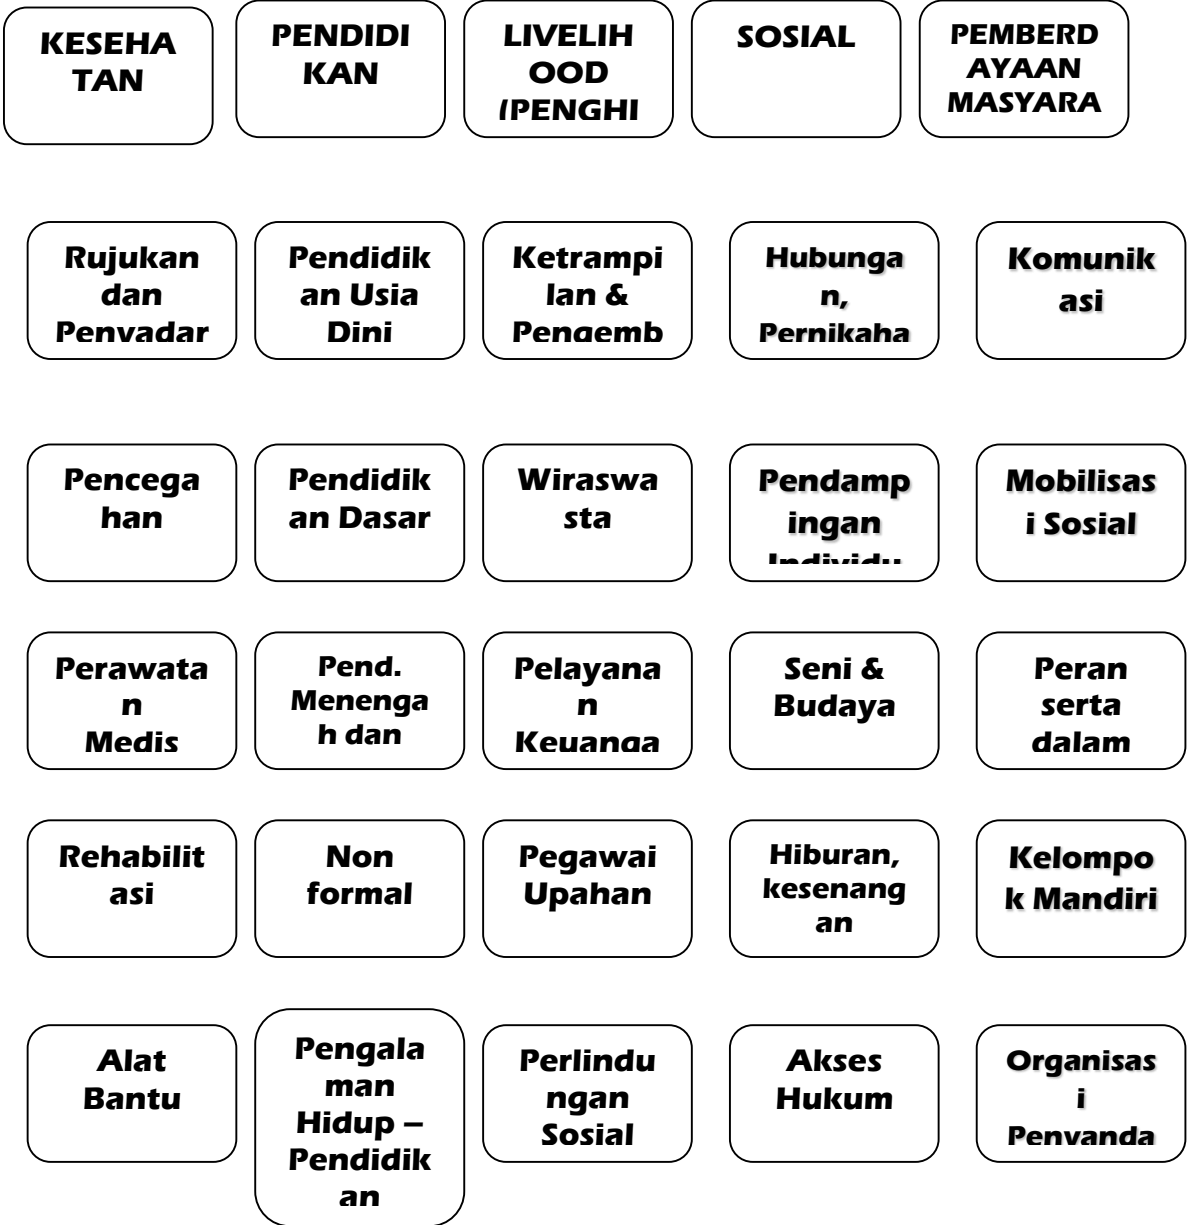 KESEHA
TAN
PENDIDI
KAN
LIVELIH
OOD
(PENGHI
SOSIAL
PEMBERD
AYAAN
MASYARA
Rujukan
dan
Penyadar
Pendidik
an Usia
Dini
Ketrampi
lan &
Pengemb
Hubunga
n,
Pernikaha
Komunik
asi
Pencega
han
Pendidik
an Dasar
Wiraswa
sta
Pendamp
ingan
Individu
Mobilisas
i Sosial
Perawata
n
Medis
Pend.
Menenga
h dan
Pelayana
n
Keuanga
Seni &
Budaya
Peran
serta
dalam
Rehabilit
asi
Non
formal
Pegawai
Upahan
Hiburan,
kesenang
an
Kelompo
k Mandiri
Alat
Bantu
Pengala
man
Hidup –
Pendidik
an
Perlindu
ngan
Sosial
Akses
Hukum
Organisas
i
Penyanda